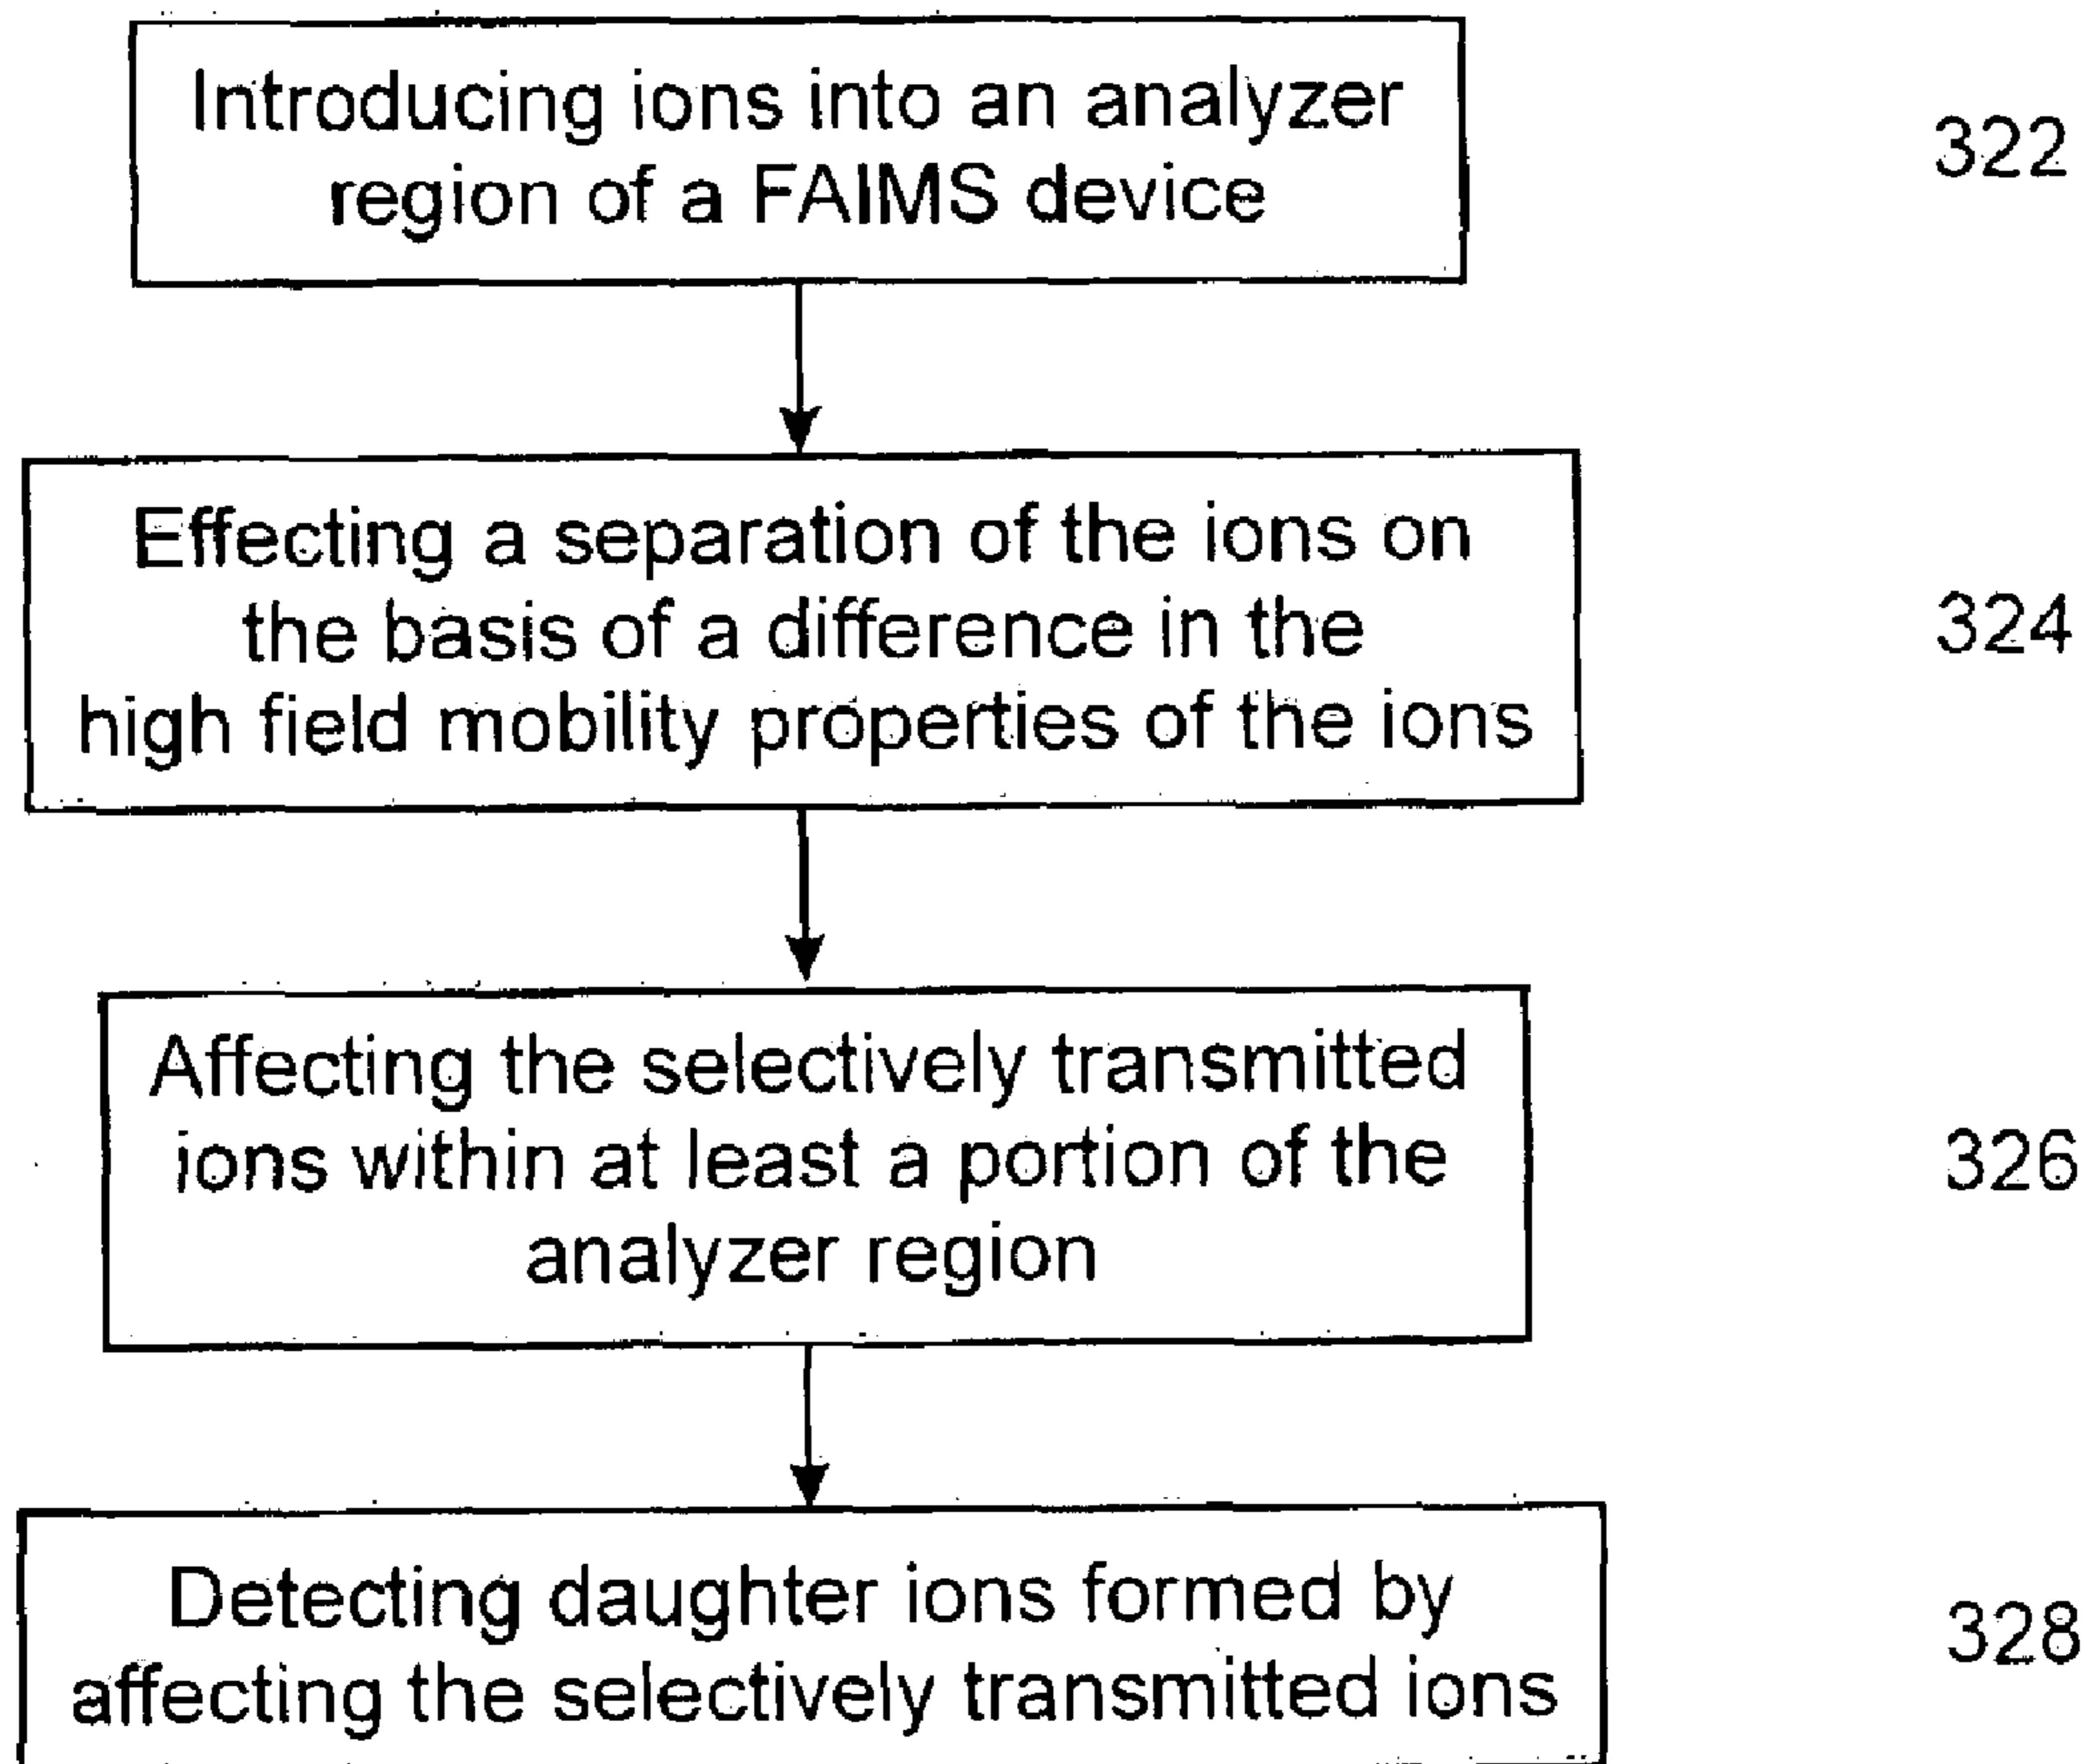 Introducing ions into an analyzer
region of a FAIMS device
322
Effecting a separation of the ions on
the basis of a difference in the
high field mobility properties of the ions
324
Affecting the selectively transmitted
ions within at least a portion of the
analyzer region
326
Detecting daughter ions formed by
affecting the selectively transmitted ions
328